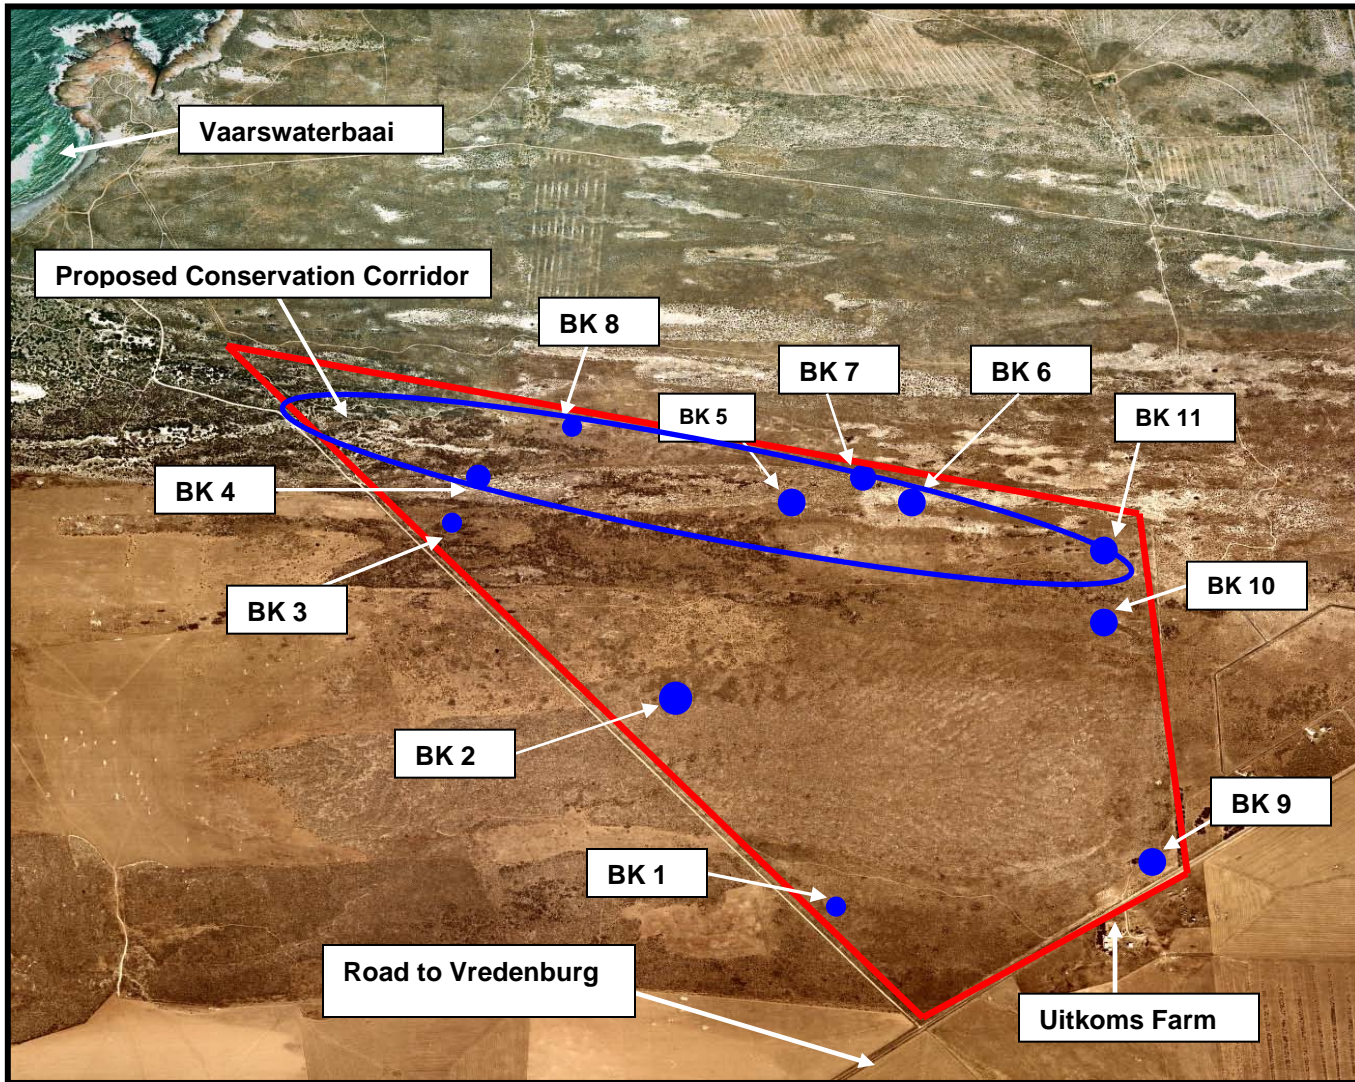 Vaarswaterbaai
Proposed Conservation Corridor
BK 8
BK 7
BK 6
BK 5
BK 11
BK 4
BK 3
BK 10
BK 2
BK 9
BK 1
Road to Vredenburg
Uitkoms Farm